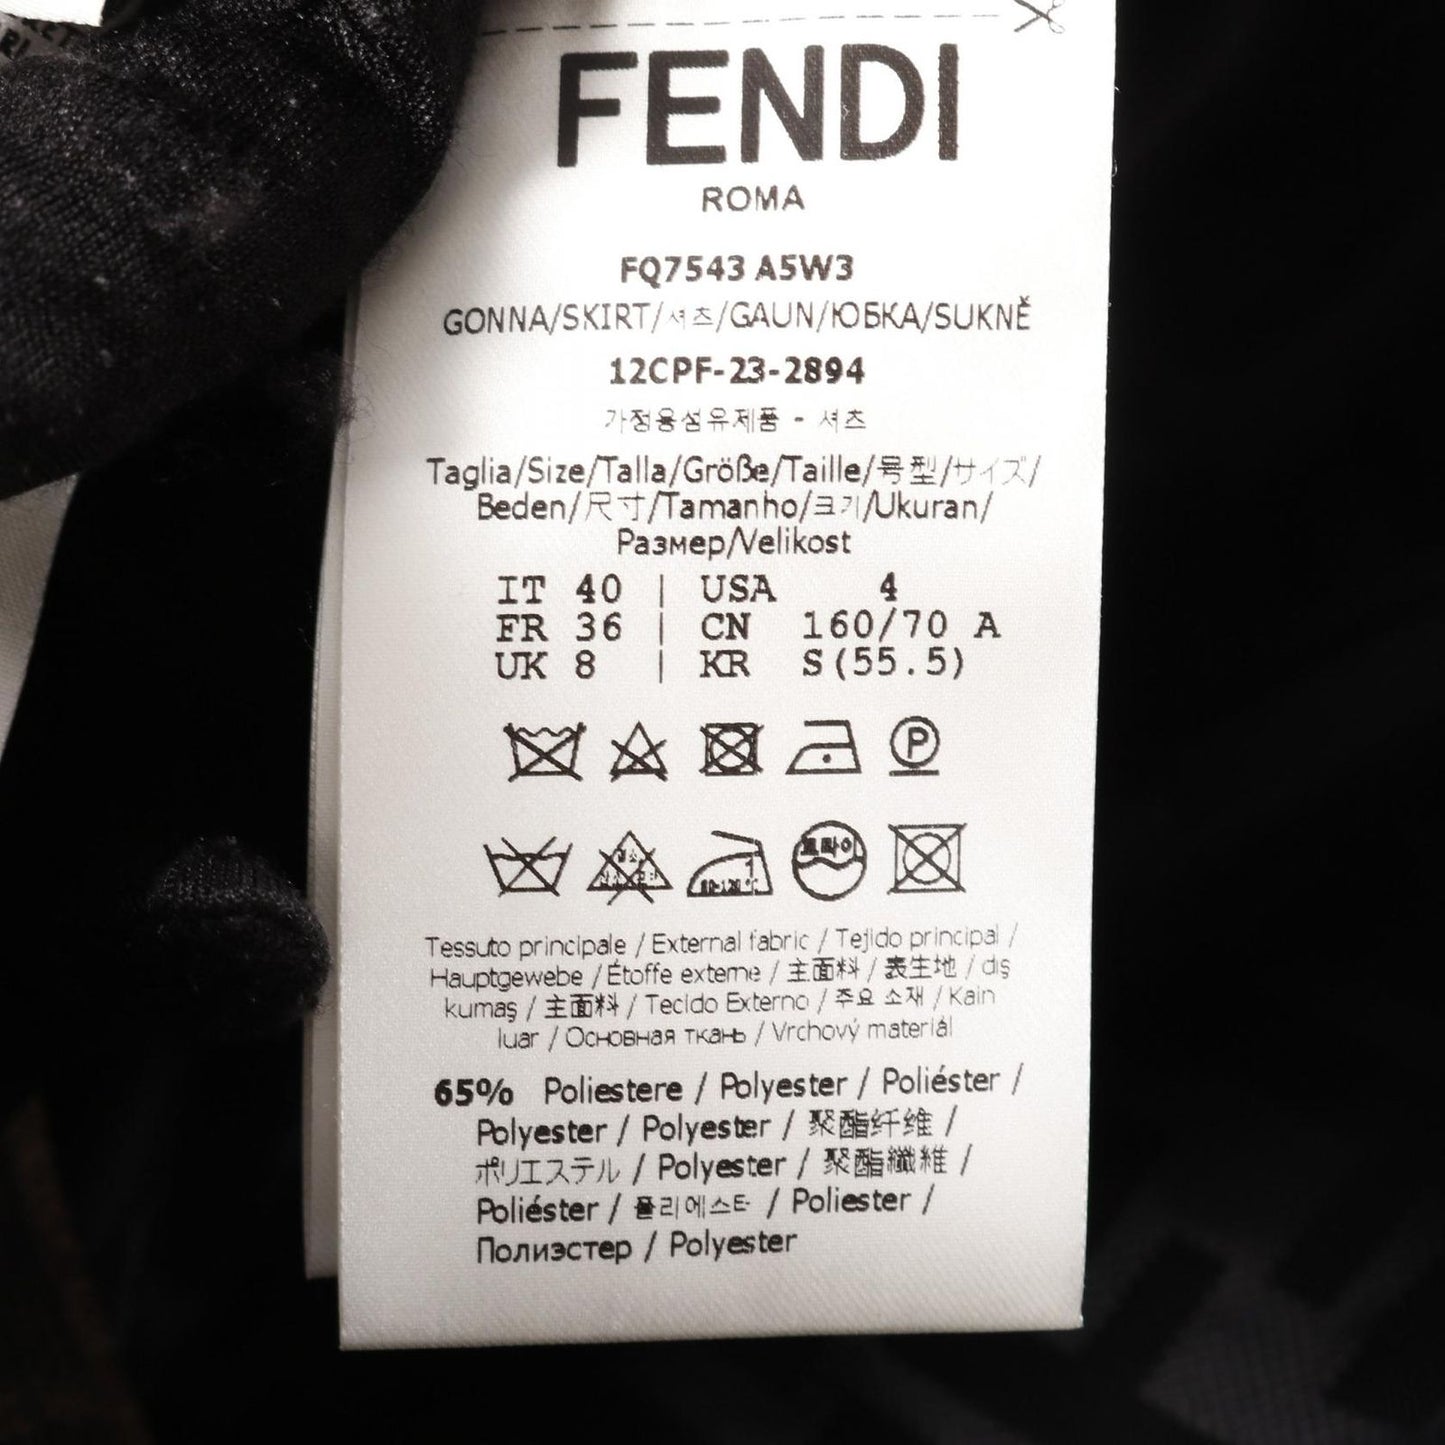 FENDI
ROMA
FQ7543 A5W3
GONNA/SKIRT/셔츠/GAUN/ЮБКА/SUKNĚ
12CPF-23-2894
가정용섬유제품 - 셔츠
Taglia/Size/Talla/Größe/Taille/号型/サイズ/
Beden/尺寸/Tamanho/크기/Ukuran/
Размер/Velikost
IT 40 | USA 4
FR 36 | CN 160/70 A
UK 8 | KR S(55.5)
P
80-120℃
드라이
Tessuto principale / External fabric / Tejido principal /
Hauptgewebe / Étoffe externe / 主面料 / 表生地 / dış
kumaş / 主面料 / Tecido Externo / 주요 소재 / Kain
luar / Основная ткань / Vrchový materiál
65% Poliestere / Polyester / Poliéster /
Polyester / Polyester / 聚酯纤维 /
ポリエステル / Polyester / 聚酯纖維 /
Poliéster / 폴리에스터 / Poliester /
Полиэстер / Polyester